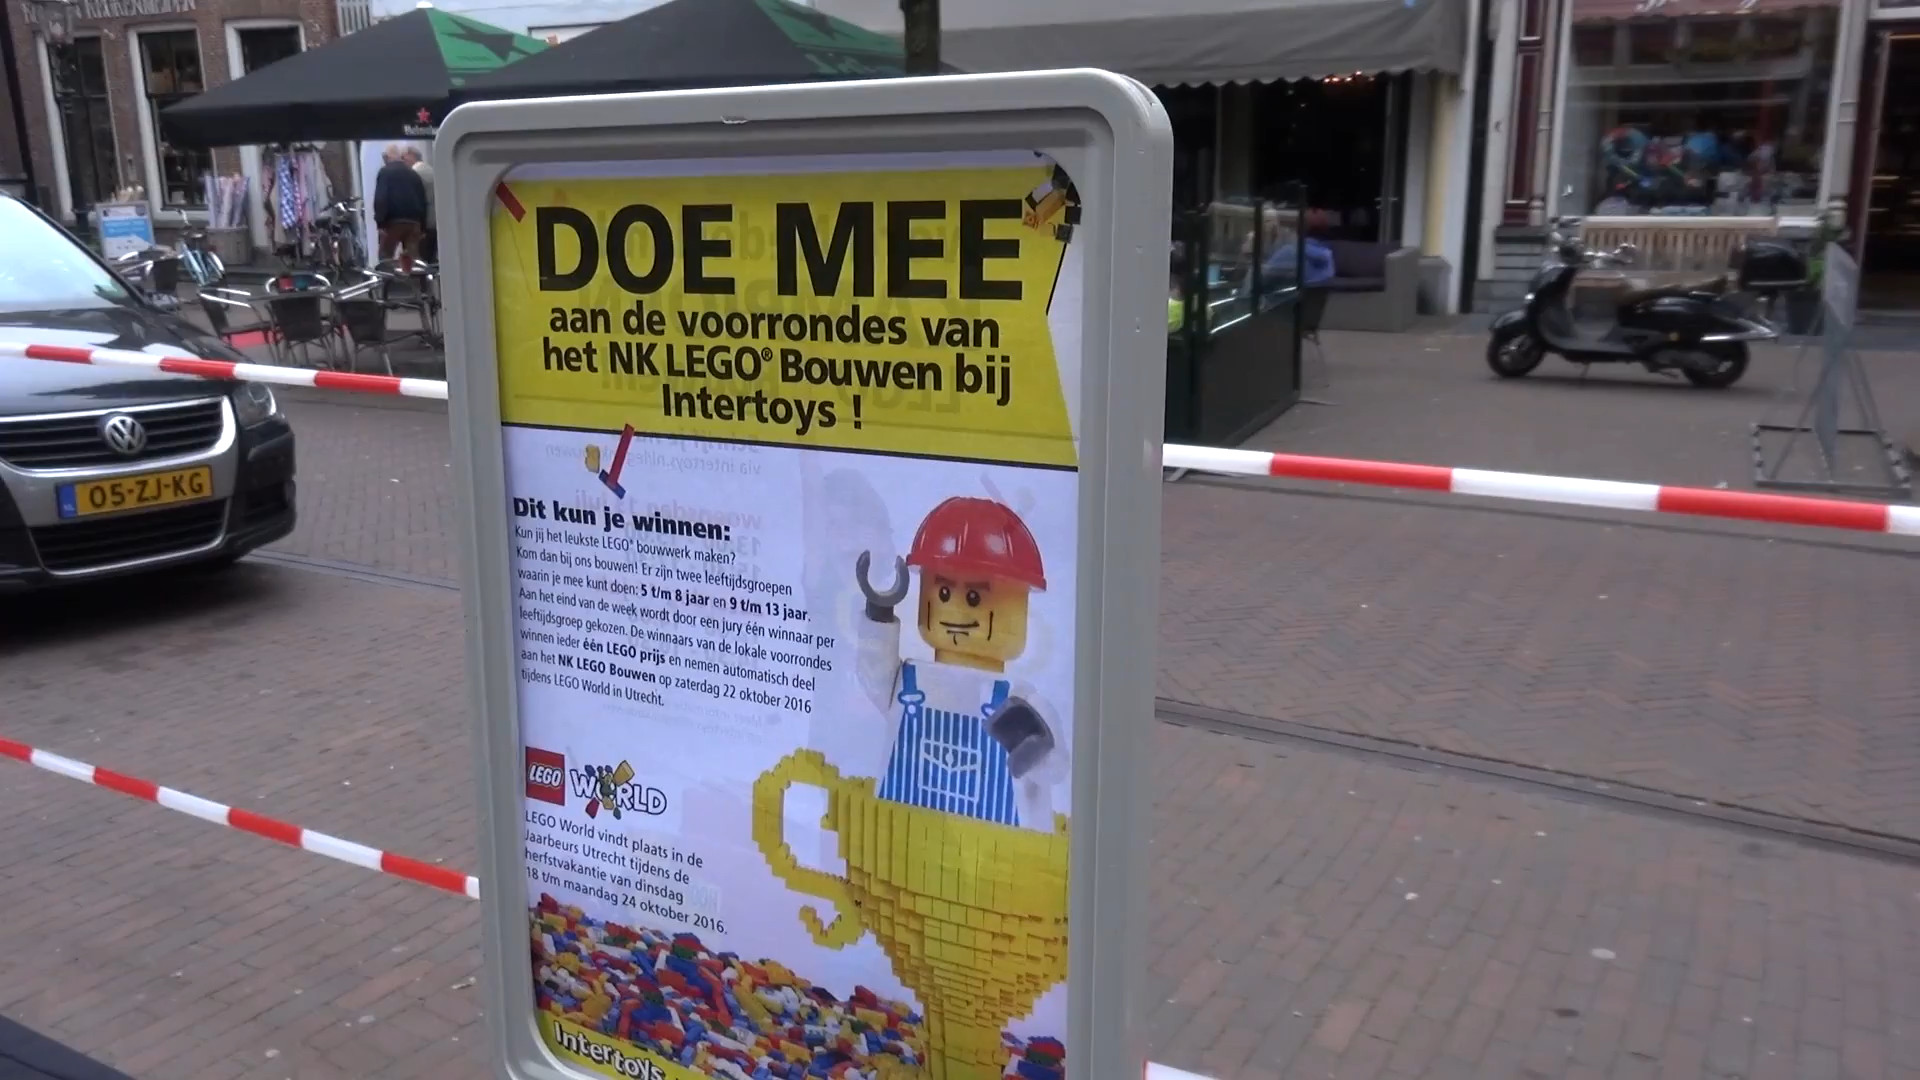 DOE MEE
aan de voorrondes van
het NK LEGO® Bouwen bij
Intertoys !
Dit kun je winnen:
Kun jij het leukste LEGO® bouwwerk maken?
Kom dan bij ons bouwen! Er zijn twee leeftijdsgroepen
waarin je mee kunt doen: 5 t/m 8 jaar en 9 t/m 13 jaar.
Aan het eind van de week wordt door een jury één winnaar per
leeftijdsgroep gekozen. De winnaars van de lokale voorrondes
winnen ieder één LEGO prijs en nemen automatisch deel
aan het NK LEGO Bouwen op zaterdag 22 oktober 2016
tijdens LEGO World in Utrecht.
LEGO WORLD
LEGO World vindt plaats in de
Jaarbeurs Utrecht tijdens de
herfstvakantie van dinsdag
18 t/m maandag 24 oktober 2016.
Intertoys
NL 05-ZJ-KG